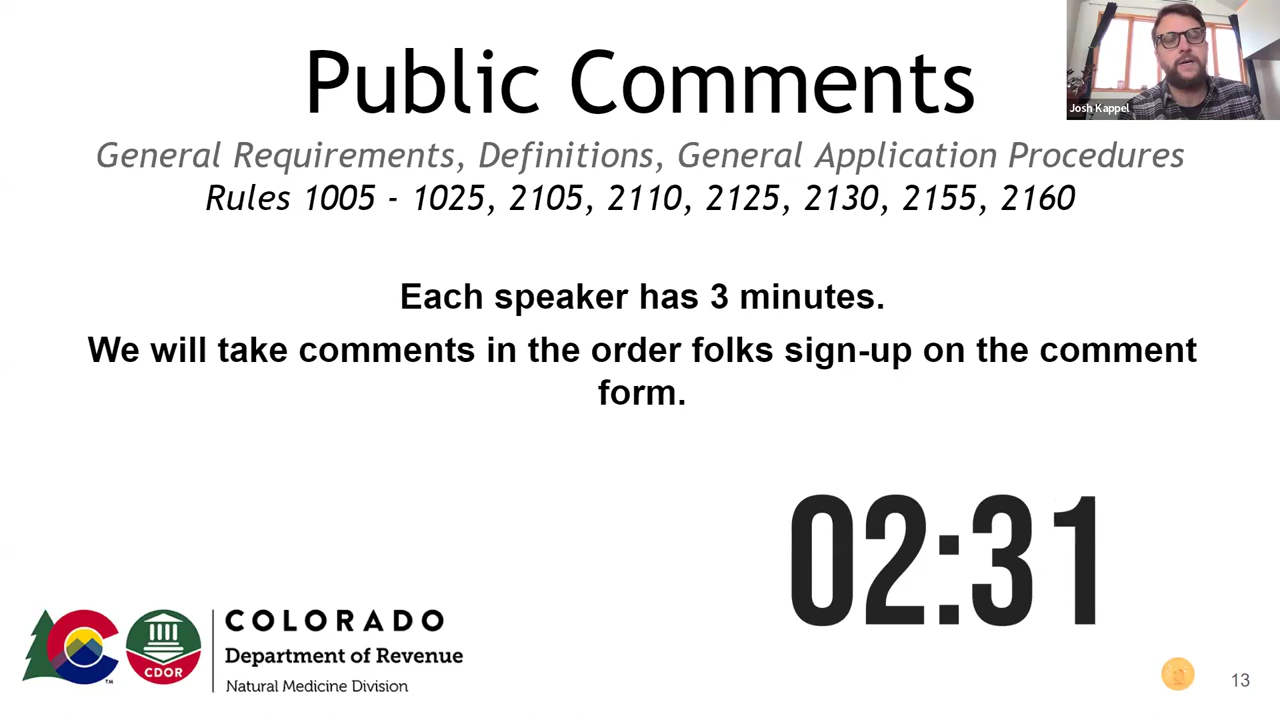 Public Comments
Josh Kappel
General Requirements, Definitions, General Application Procedures
Rules 1005 - 1025, 2105, 2110, 2125, 2130, 2155, 2160
Each speaker has 3 minutes.
We will take comments in the order folks sign-up on the comment
form.
02:31
CDOR
TM
COLORADO
Department of Revenue
Natural Medicine Division
13